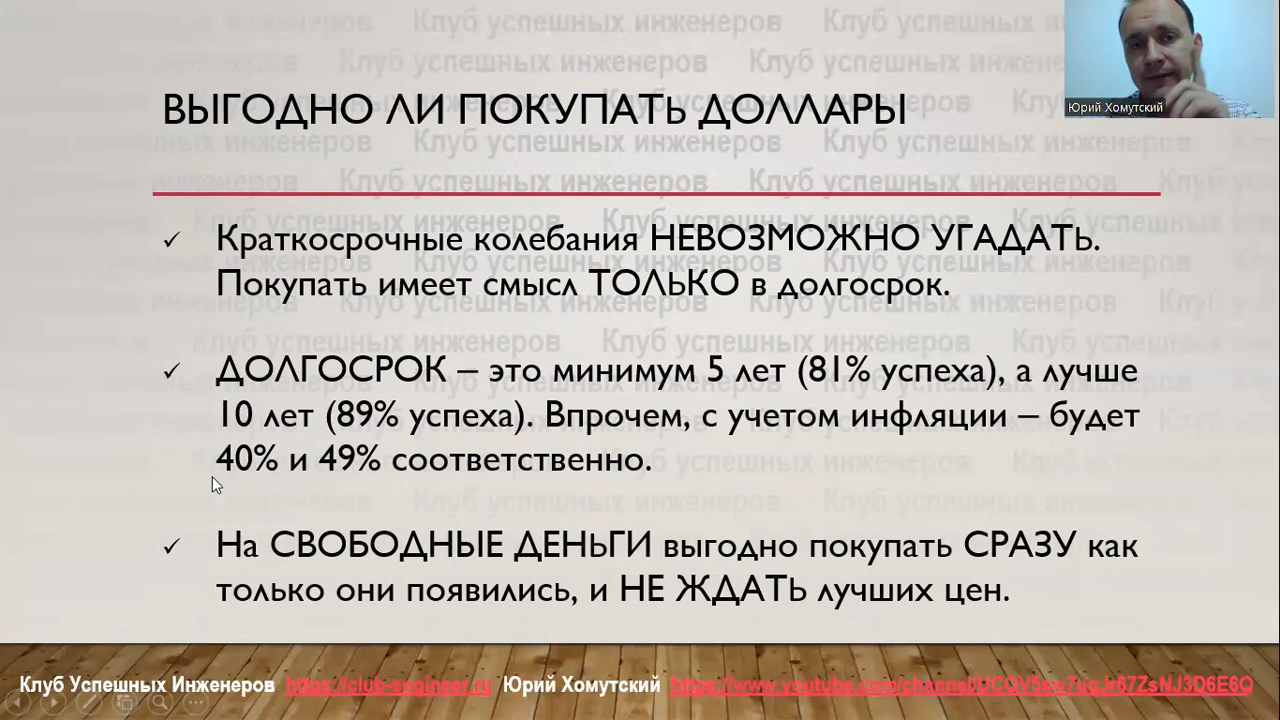 Юрий Хомутский
ВЫГОДНО ЛИ ПОКУПАТЬ ДОЛЛАРЫ
✓ Краткосрочные колебания НЕВОЗМОЖНО УГАДАТЬ.
Покупать имеет смысл ТОЛЬКО в долгосрок.
✓ ДОЛГОСРОК – это минимум 5 лет (81% успеха), а лучше
10 лет (89% успеха). Впрочем, с учетом инфляции – будет
40% и 49% соответственно.
✓ На СВОБОДНЫЕ ДЕНЬГИ выгодно покупать СРАЗУ как
только они появились, и НЕ ЖДАТЬ лучших цен.
Клуб успешных инженеров
Клуб Успешных Инженеров https://club-engineer.ru Юрий Хомутский